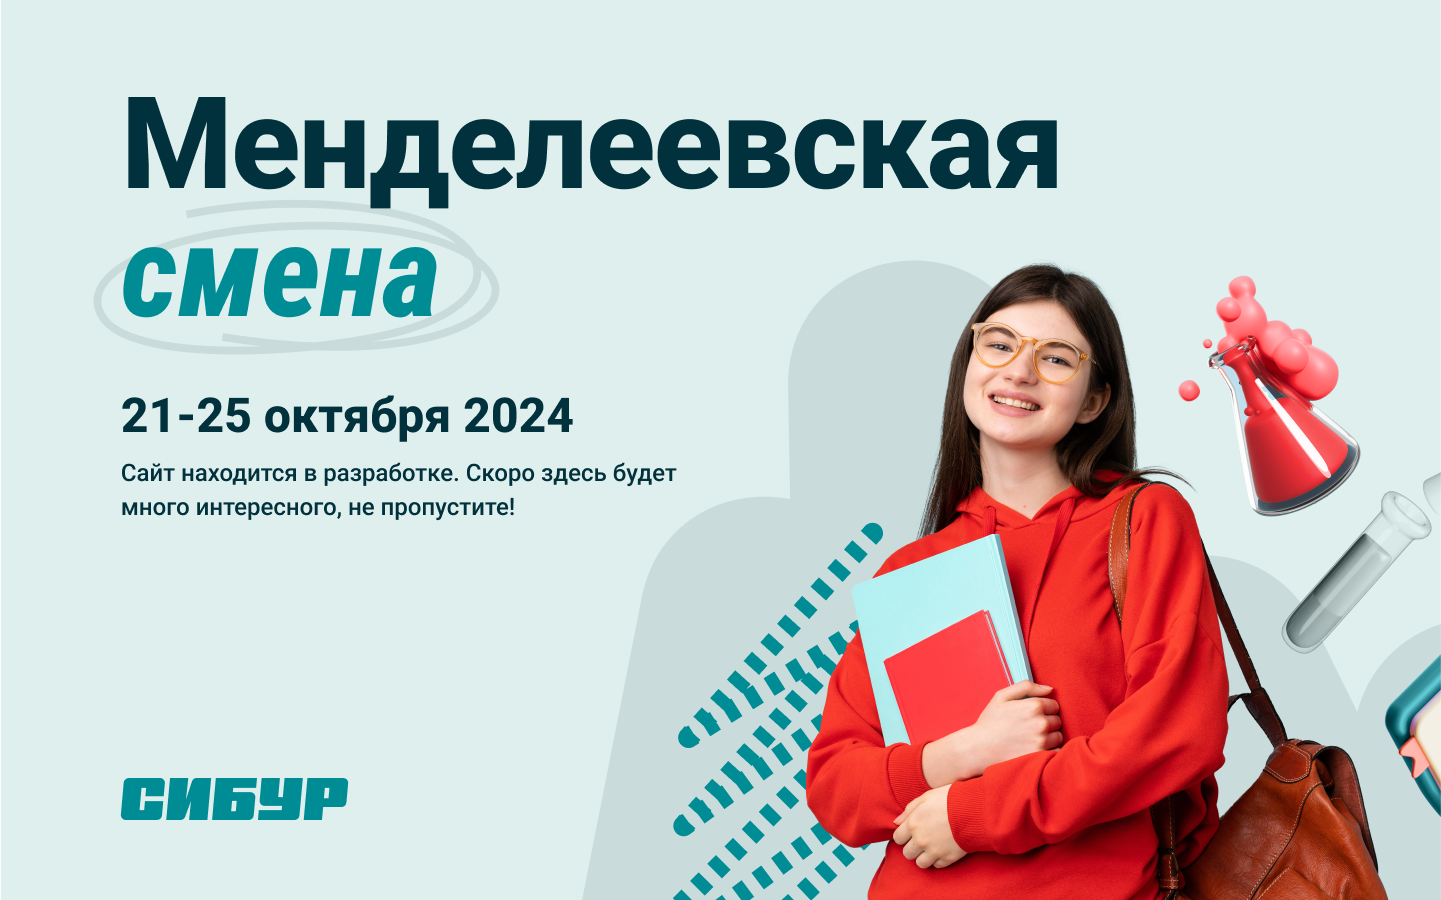 Менделеевская
смена
21-25 октября 2024
Сайт находится в разработке. Скоро здесь будет
много интересного, не пропустите!
СИБУР